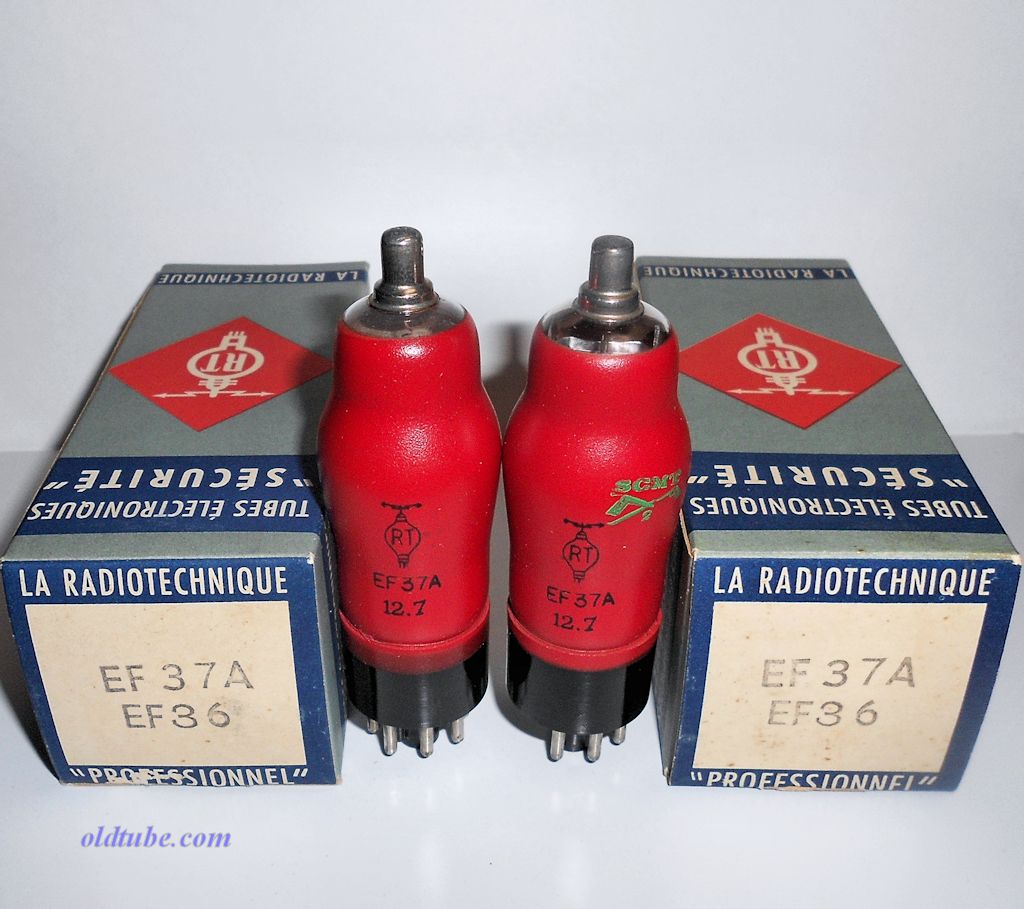 LA RADIOTECHNIQUE
RT
"SÉCURITÉ"
TUBES ÉLECTRONIQUES
LA RADIOTECHNIQUE
EF 37A
EF36
"PROFESSIONNEL"
RT
EF37A
12.7
SCMT
2
RT
EF37A
12.7
LA RADIOTECHNIQUE
RT
"SÉCURITÉ"
TUBES ÉLECTRONIQUES
LA RADIOTECHNIQUE
EF 37A
EF36
"PROFESSIONNEL"
oldtube.com